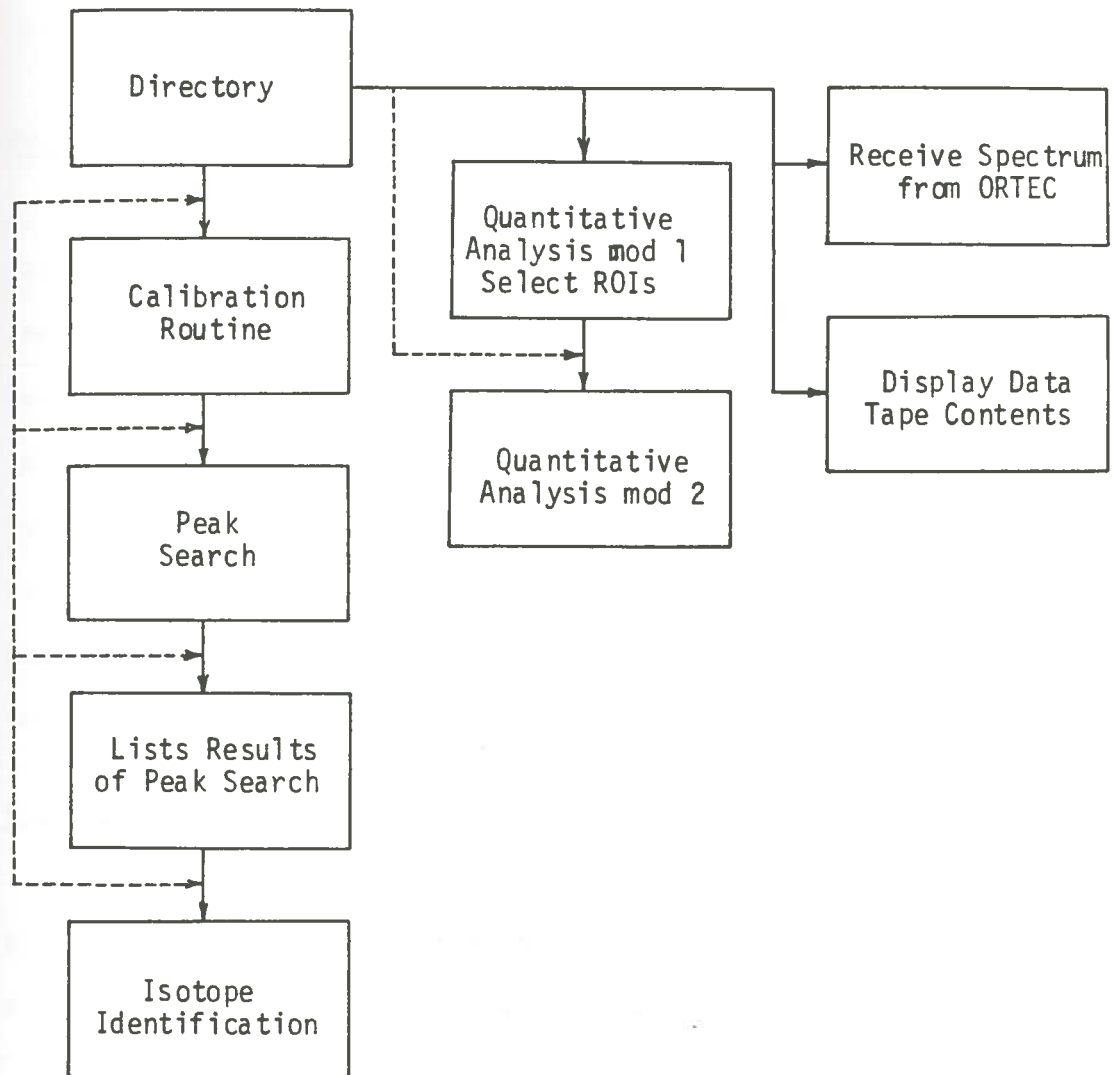 Directory
Calibration
Routine
Peak
Search
Lists Results
of Peak Search
Isotope
Identification
Quantitative
Analysis mod 1
Select ROIs
Quantitative
Analysis mod 2
Receive Spectrum
from ORTEC
Display Data
Tape Contents